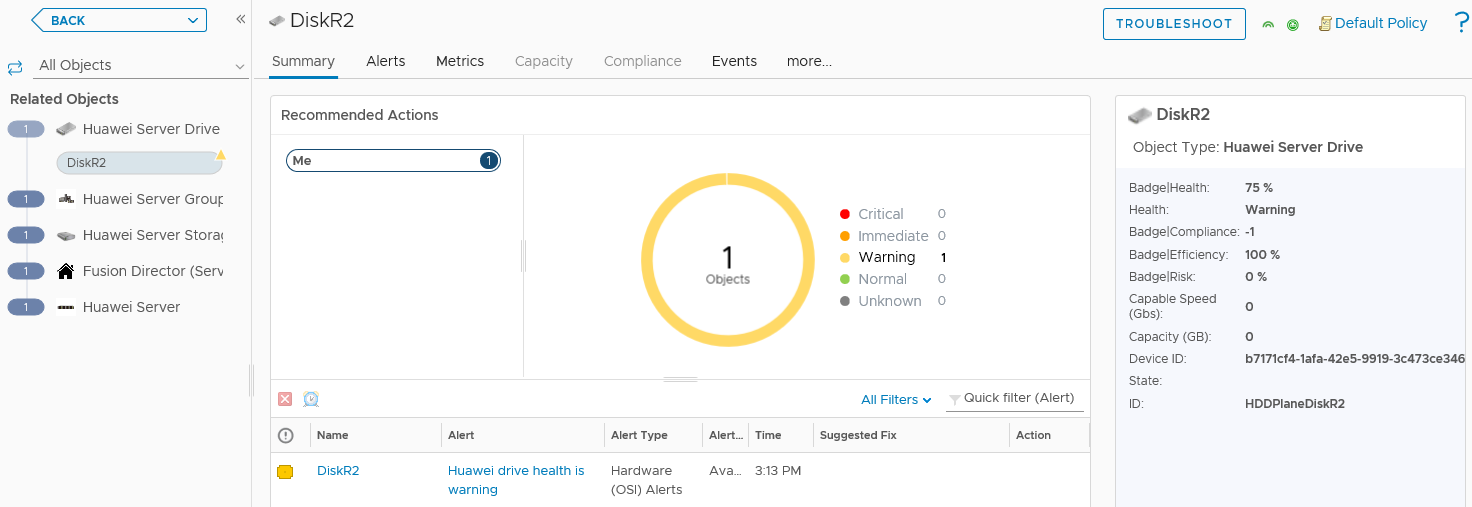 BACK
All Objects
Related Objects
1 Huawei Server Drive
DiskR2
1 Huawei Server Group
1 Huawei Server Storag
1 Fusion Director (Serv
1 Huawei Server
DiskR2
TROUBLESHOOT
Default Policy
?
Summary Alerts Metrics Capacity Compliance Events more...
Recommended Actions
Me 1
1
Objects
Critical 0
Immediate 0
Warning 1
Normal 0
Unknown 0
All Filters
Quick filter (Alert)
Name Alert Alert Type Alert... Time Suggested Fix Action
DiskR2 Huawei drive health is Hardware Ava... 3:13 PM
warning (OSI) Alerts
DiskR2
Object Type: Huawei Server Drive
Badge|Health: 75 %
Health: Warning
Badge|Compliance: -1
Badge|Efficiency: 100 %
Badge|Risk: 0 %
Capable Speed
(Gbs): 0
Capacity (GB): 0
Device ID: b7171cf4-1afa-42e5-9919-3c473ce346
State:
ID: HDDPlaneDiskR2